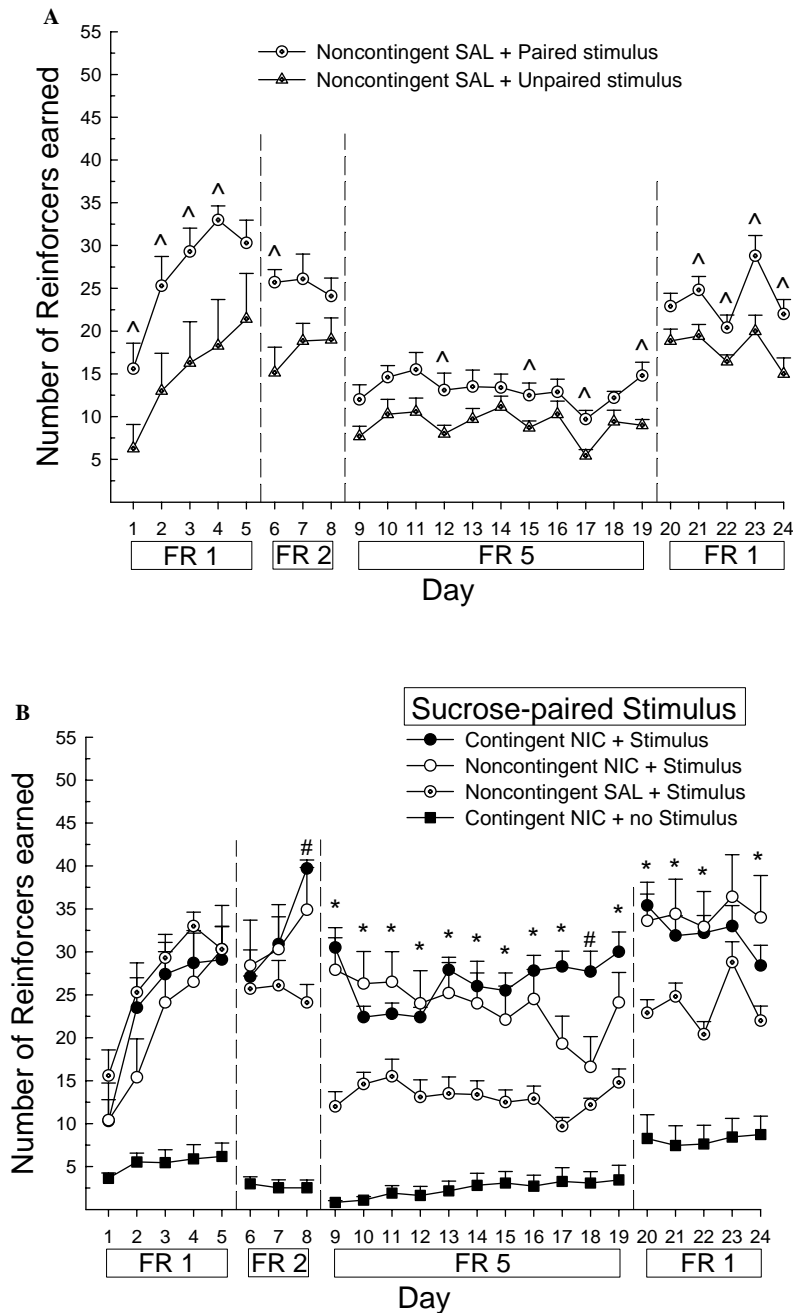 A
55
50
45
40
35
30
25
20
15
10
5
Number of Reinforcers earned
Noncontingent SAL + Paired stimulus
Noncontingent SAL + Unpaired stimulus
^ ^ ^ ^ ^ ^ ^ ^ ^ ^ ^ ^ ^
1 2 3 4 5 6 7 8 9 10 11 12 13 14 15 16 17 18 19 20 21 22 23 24
FR 1 FR 2 FR 5 FR 1
Day
B
Sucrose-paired Stimulus
Contingent NIC + Stimulus
Noncontingent NIC + Stimulus
Noncontingent SAL + Stimulus
Contingent NIC + no Stimulus
55
50
45
40
35
30
25
20
15
10
5
Number of Reinforcers earned
# * * * * * * * * * # * * * * *
1 2 3 4 5 6 7 8 9 10 11 12 13 14 15 16 17 18 19 20 21 22 23 24
FR 1 FR 2 FR 5 FR 1
Day